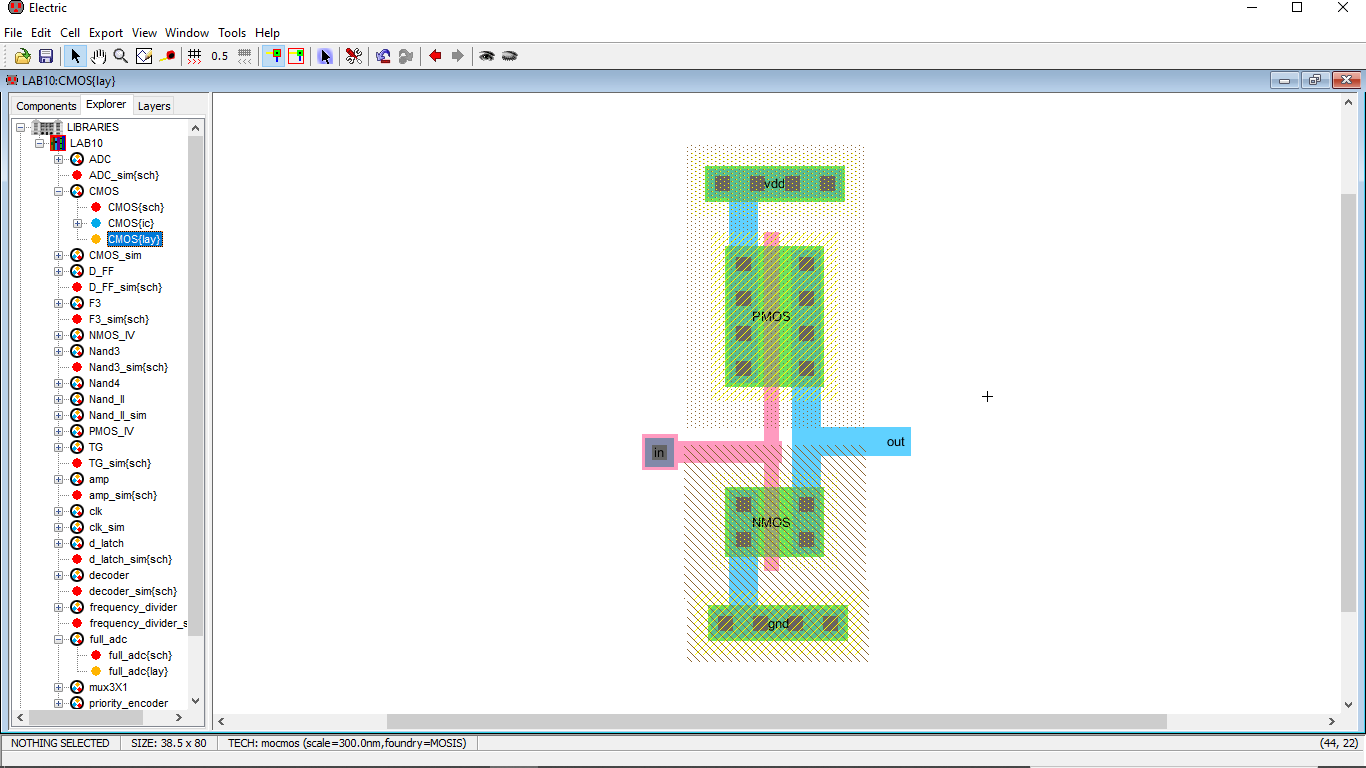 Electric
File Edit Cell Export View Window Tools Help
0.5
LAB10:CMOS{lay}
Components Explorer Layers
LIBRARIES
LAB10
ADC
ADC_sim{sch}
CMOS
CMOS{sch}
CMOS{ic}
CMOS{lay}
CMOS_sim
D_FF
D_FF_sim{sch}
F3
F3_sim{sch}
NMOS_IV
Nand3
Nand3_sim{sch}
Nand4
Nand_II
Nand_II_sim
PMOS_IV
TG
TG_sim{sch}
amp
amp_sim{sch}
clk
clk_sim
d_latch
d_latch_sim{sch}
decoder
decoder_sim{sch}
frequency_divider
frequency_divider_s
full_adc
full_adc{sch}
full_adc{lay}
mux3X1
priority_encoder
vdd
PMOS
out
in
NMOS
gnd
NOTHING SELECTED SIZE: 38.5 x 80 TECH: mocmos (scale=300.0nm,foundry=MOSIS) (44, 22)